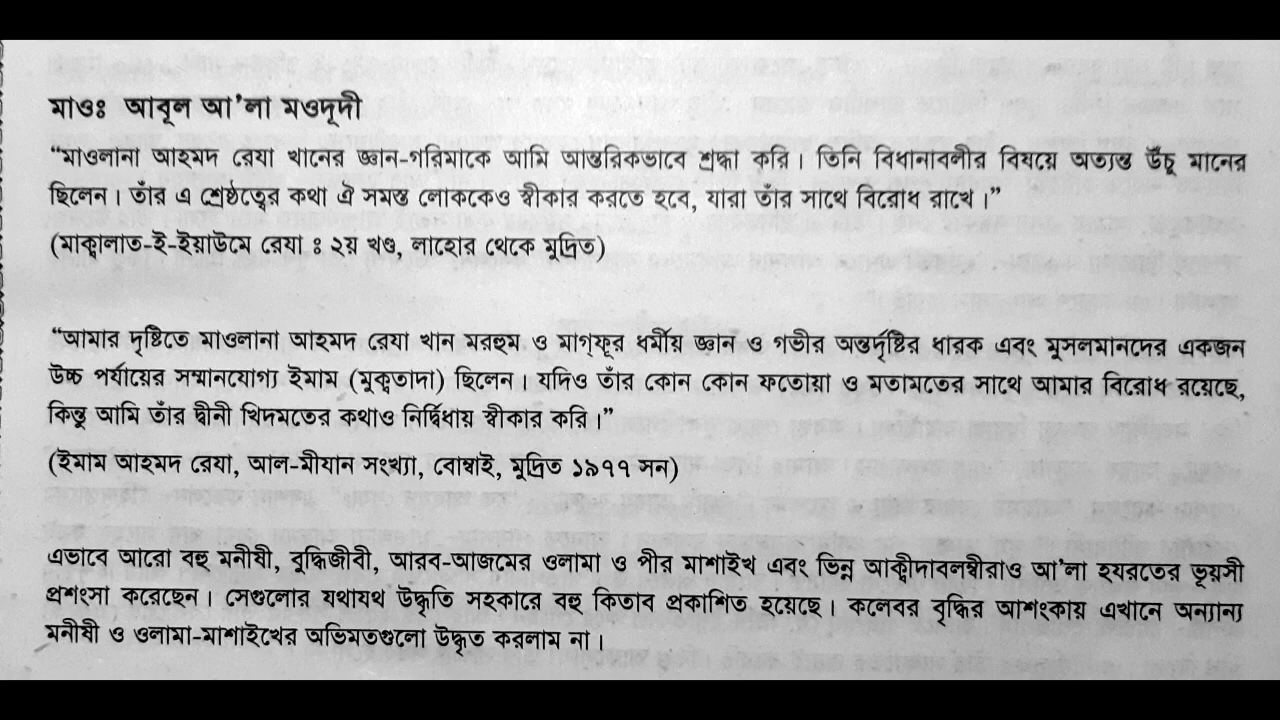 মাওঃ আবূল আ’লা মওদূদী
“মাওলানা আহমদ রেযা খানের জ্ঞান-গরিমাকে আমি আন্তরিকভাবে শ্রদ্ধা করি। তিনি বিধানাবলীর বিষয়ে অত্যন্ত উঁচু মানের
ছিলেন। তাঁর এ শ্রেষ্ঠত্বের কথা ঐ সমস্ত লোককেও স্বীকার করতে হবে, যারা তাঁর সাথে বিরোধ রাখে।”
(মাক্বালাত-ই-ইয়াউমে রেযা ঃ ২য় খণ্ড, লাহোর থেকে মুদ্রিত)
“আমার দৃষ্টিতে মাওলানা আহমদ রেযা খান মরহুম ও মাগ্ফূর ধর্মীয় জ্ঞান ও গভীর অন্তর্দৃষ্টির ধারক এবং মুসলমানদের একজন
উচ্চ পর্যায়ের সম্মানযোগ্য ইমাম (মুক্বতাদা) ছিলেন। যদিও তাঁর কোন কোন ফতোয়া ও মতামতের সাথে আমার বিরোধ রয়েছে,
কিন্তু আমি তাঁর দ্বীনী খিদমতের কথাও নির্দ্বিধায় স্বীকার করি।”
(ইমাম আহমদ রেযা, আল-মীযান সংখ্যা, বোম্বাই, মুদ্রিত ১৯৭৭ সন)
এভাবে আরো বহু মনীষী, বুদ্ধিজীবী, আরব-আজমের ওলামা ও পীর মাশাইখ এবং ভিন্ন আক্বীদাবলম্বীরাও আ’লা হযরতের ভূয়সী
প্রশংসা করেছেন। সেগুলোর যথাযথ উদ্ধৃতি সহকারে বহু কিতাব প্রকাশিত হয়েছে। কলেবর বৃদ্ধির আশংকায় এখানে অন্যান্য
মনীষী ও ওলামা-মাশাইখের অভিমতগুলো উদ্ধৃত করলাম না।